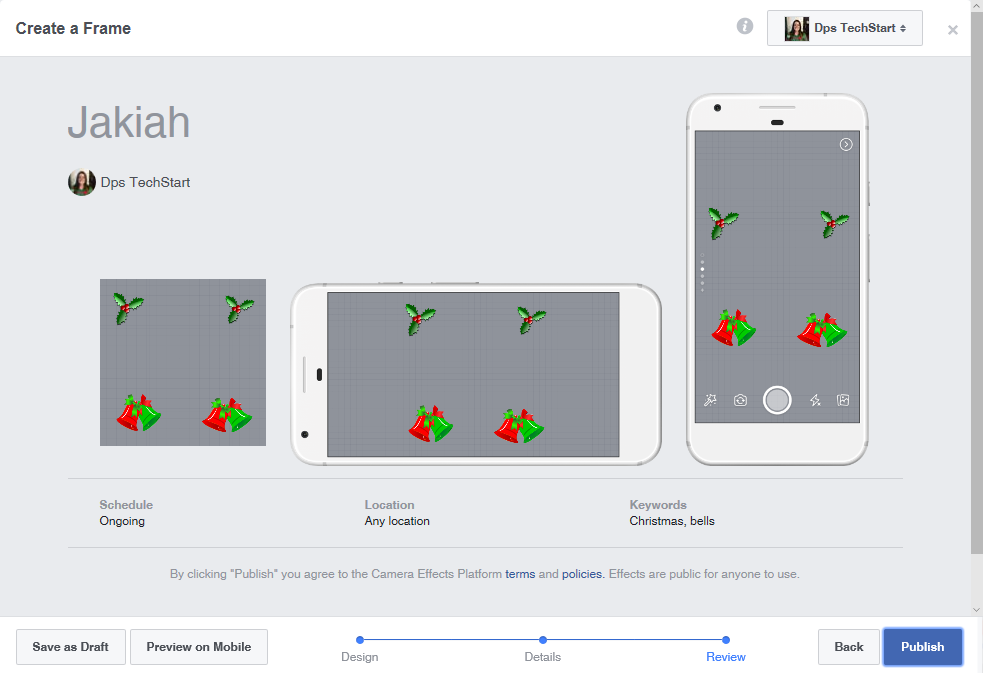 Create a Frame
Dps TechStart
Jakiah
Dps TechStart
Schedule
Ongoing
Location
Any location
Keywords
Christmas, bells
By clicking "Publish" you agree to the Camera Effects Platform terms and policies. Effects are public for anyone to use.
Save as Draft
Preview on Mobile
Design
Details
Review
Back
Publish